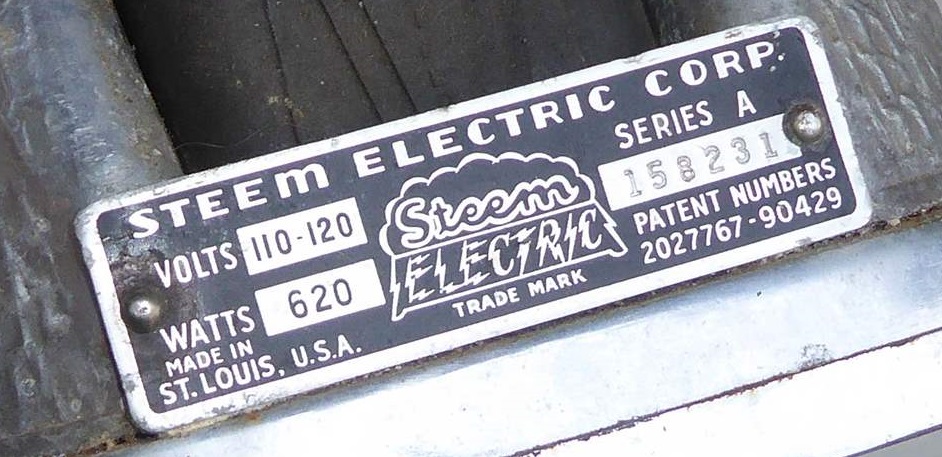 STEEM ELECTRIC CORP.
VOLTS 110-120
WATTS 620
MADE IN
ST. LOUIS, U.S.A.
Steem
ELECTRIC
TRADE MARK
SERIES A
158231
PATENT NUMBERS
2027767-90429